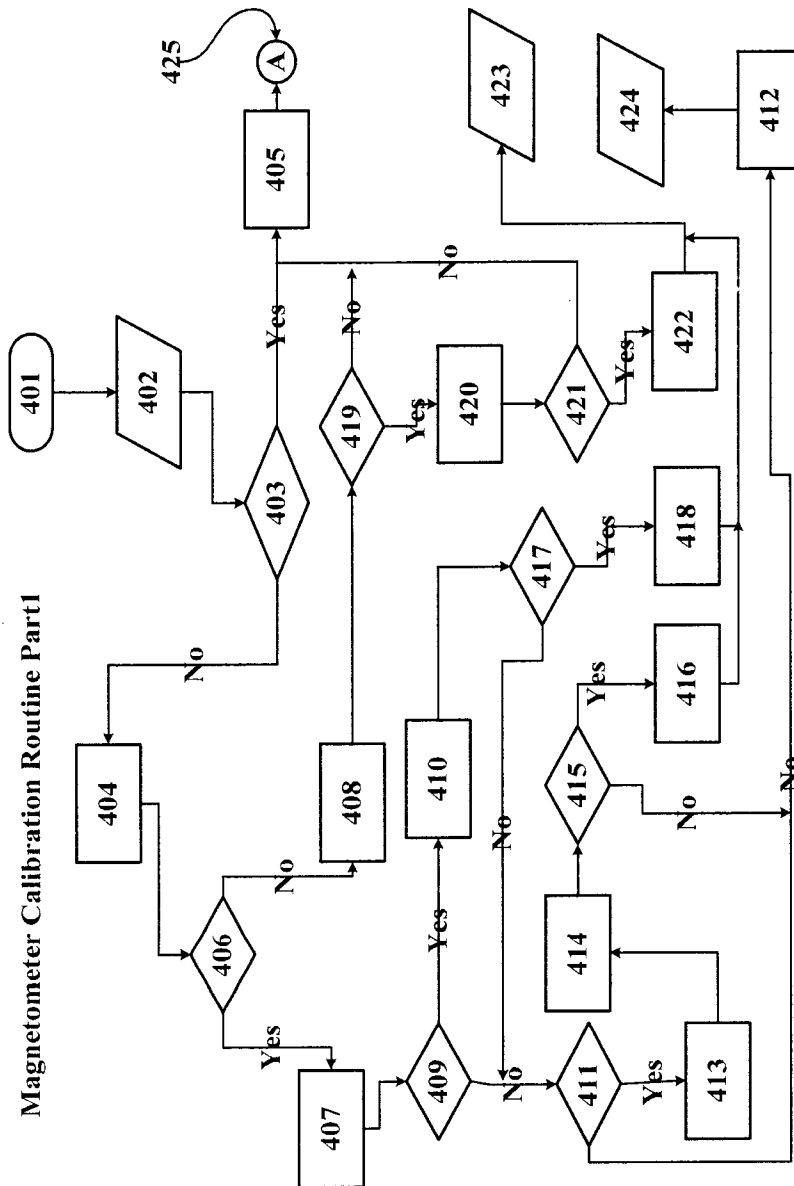 Magnetometer Calibration Routine Part1
401
402
403
No
Yes
404
405
A
425
406
No
Yes
408
407
419
No
Yes
420
421
No
Yes
422
423
409
Yes
No
410
417
No
Yes
418
411
Yes
No
413
414
415
Yes
No
416
424
412